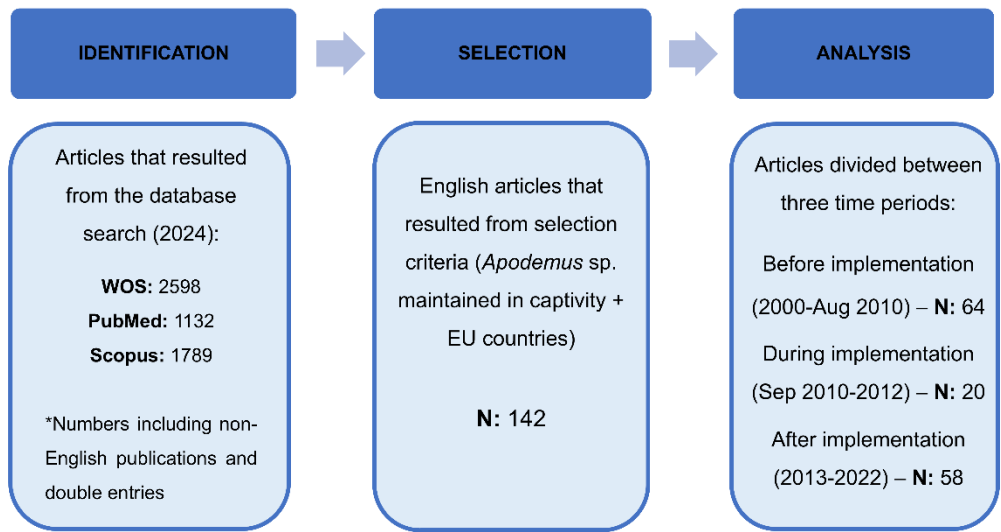 IDENTIFICATION
SELECTION
ANALYSIS
Articles that resulted
from the database
search (2024):
WOS: 2598
PubMed: 1132
Scopus: 1789
*Numbers including non-
English publications and
double entries
English articles that
resulted from selection
criteria (Apodemus sp.
maintained in captivity +
EU countries)
N: 142
Articles divided between
three time periods:
Before implementation
(2000-Aug 2010) – N: 64
During implementation
(Sep 2010-2012) – N: 20
After implementation
(2013-2022) – N: 58